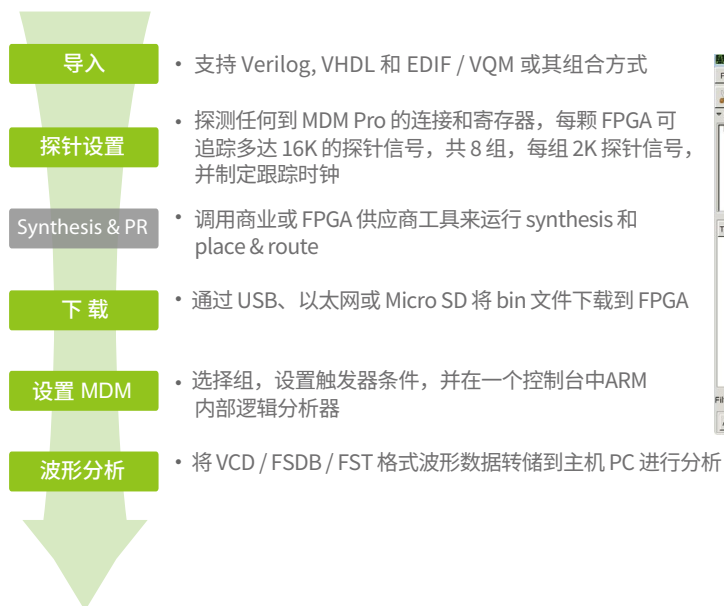 导入
• 支持 Verilog, VHDL 和 EDIF / VQM 或其组合方式
探针设置
• 探测任何到 MDM Pro 的连接和寄存器，每颗 FPGA 可
追踪多达 16K 的探针信号，共 8 组，每组 2K 探针信号，
并制定跟踪时钟
Synthesis & PR
• 调用商业或 FPGA 供应商工具来运行 synthesis 和
place & route
下 载
• 通过 USB、以太网或 Micro SD 将 bin 文件下载到 FPGA
设置 MDM
• 选择组，设置触发器条件，并在一个控制台中ARM
内部逻辑分析器
波形分析
• 将 VCD / FSDB / FST 格式波形数据转储到主机 PC 进行分析